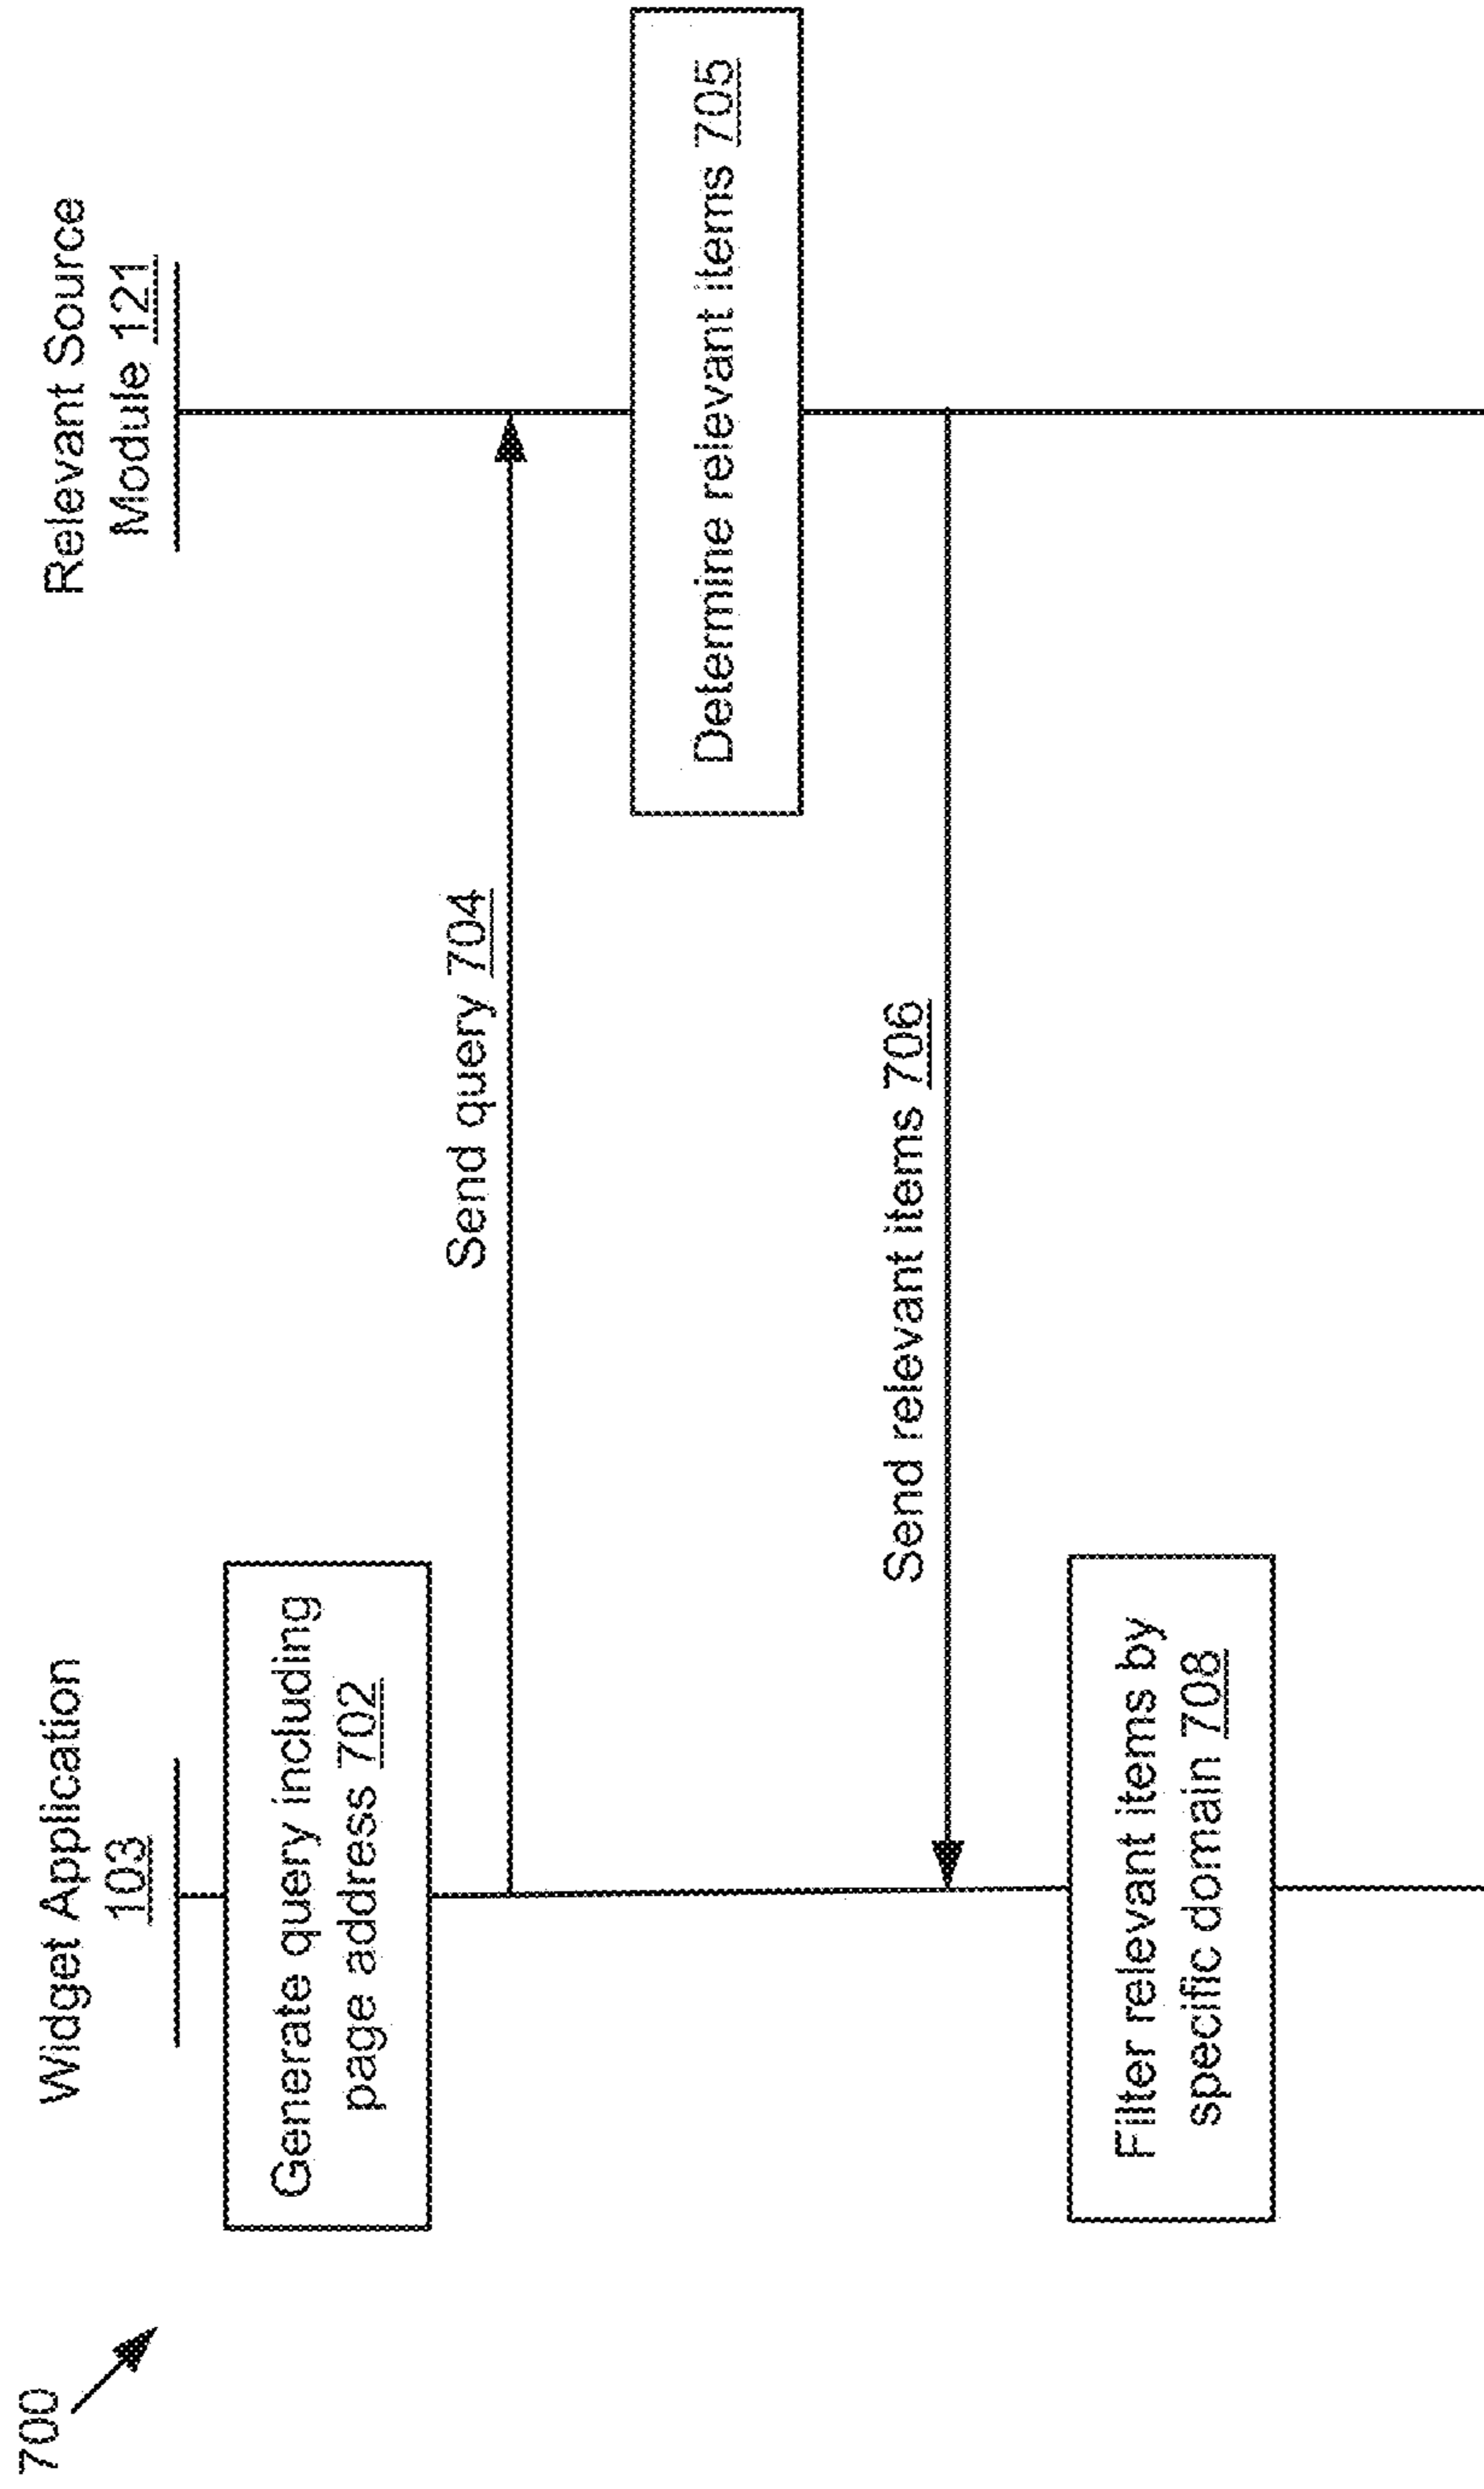 700
Widget Application
103
Relevant Source
Module 121
Generate query including
page address 702
Send query 704
Determine relevant items 705
Send relevant items 706
Filter relevant items by
specific domain 708